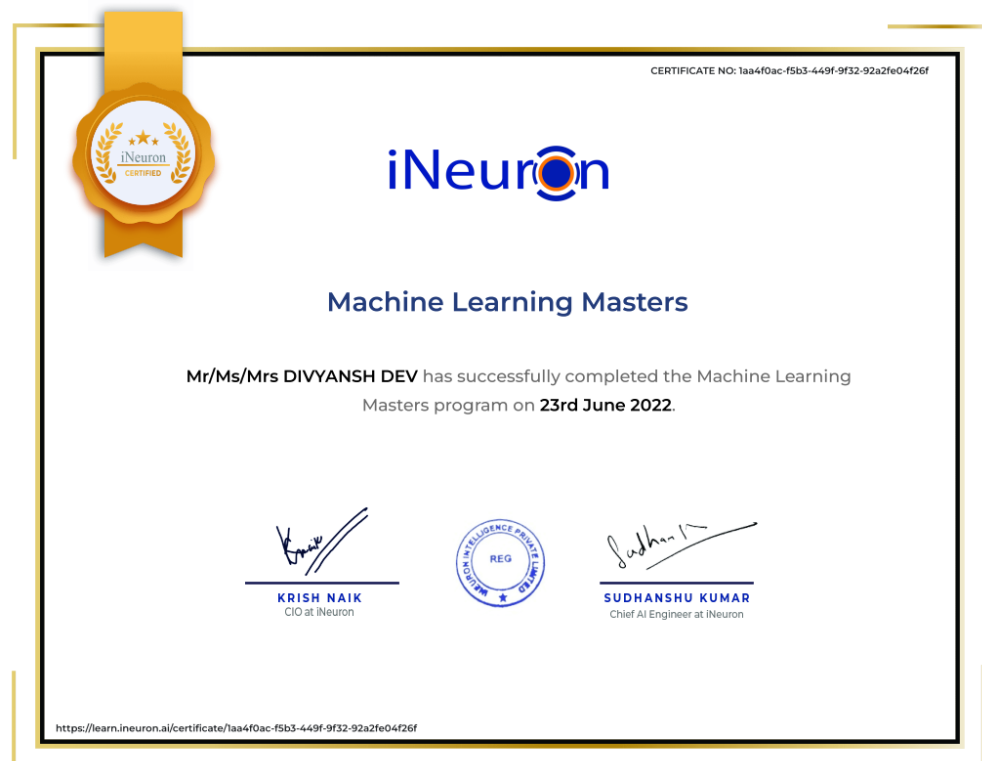 CERTIFICATE NO: 1aa4f0ac-f5b3-449f-9f32-92a2fe04f26f
iNeuron
CERTIFIED
iNeuron
Machine Learning Masters
Mr/Ms/Mrs DIVYANSH DEV has successfully completed the Machine Learning
Masters program on 23rd June 2022.
INEURON INTELLIGENCE PRIVATE LIMITED
REG
KRISH NAIK
CIO at iNeuron
SUDHANSHU KUMAR
Chief AI Engineer at iNeuron
https://learn.ineuron.ai/certificate/1aa4f0ac-f5b3-449f-9f32-92a2fe04f26f